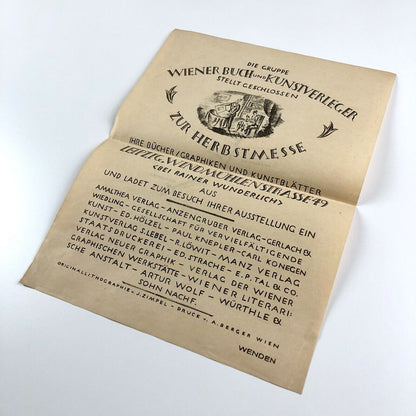 DIE GRUPPE
WIENER BUCH UND KUNSTVERLEGER
STELLT GESCHLOSSEN
ZUR HERBSTMESSE
IHRE BÜCHER/GRAPHIKEN UND KUNSTBLÄTTER
LEIPZIG, WINDMÜHLENSTRASSE 49
(BEI RAINER WUNDERLICH)
AUS
UND LADET ZUM BESUCH IHRER AUSSTELLUNG EIN
AMALTHEA VERLAG - ANZENGRUBER VERLAG - GERLACH &
WIEDLING - GESELLSCHAFT FÜR VERVIELFÄLTIGENDE
KUNST - ED. HÖLZEL - PAUL KNEPLER - CARL KONEGEN
KUNSTVERLAG S. LEBEL - R. LÖWIT - MANZ VERLAG
STAATSDRUCKEREI - ED. STRACHE - E.P. TAL & CO.
VERLAG NEUER GRAPHIK - VERLAG DER WIENER
GRAPHISCHEN WERKSTÄTTE - WIENER LITERARI:
SCHE ANSTALT - ARTUR WOLF - WÜRTHLE &
SOHN NACHF.
ORIGINALLITHOGRAPHIE - J. ZIMPEL - DRUCK v. A. BERGER WIEN
WENDEN